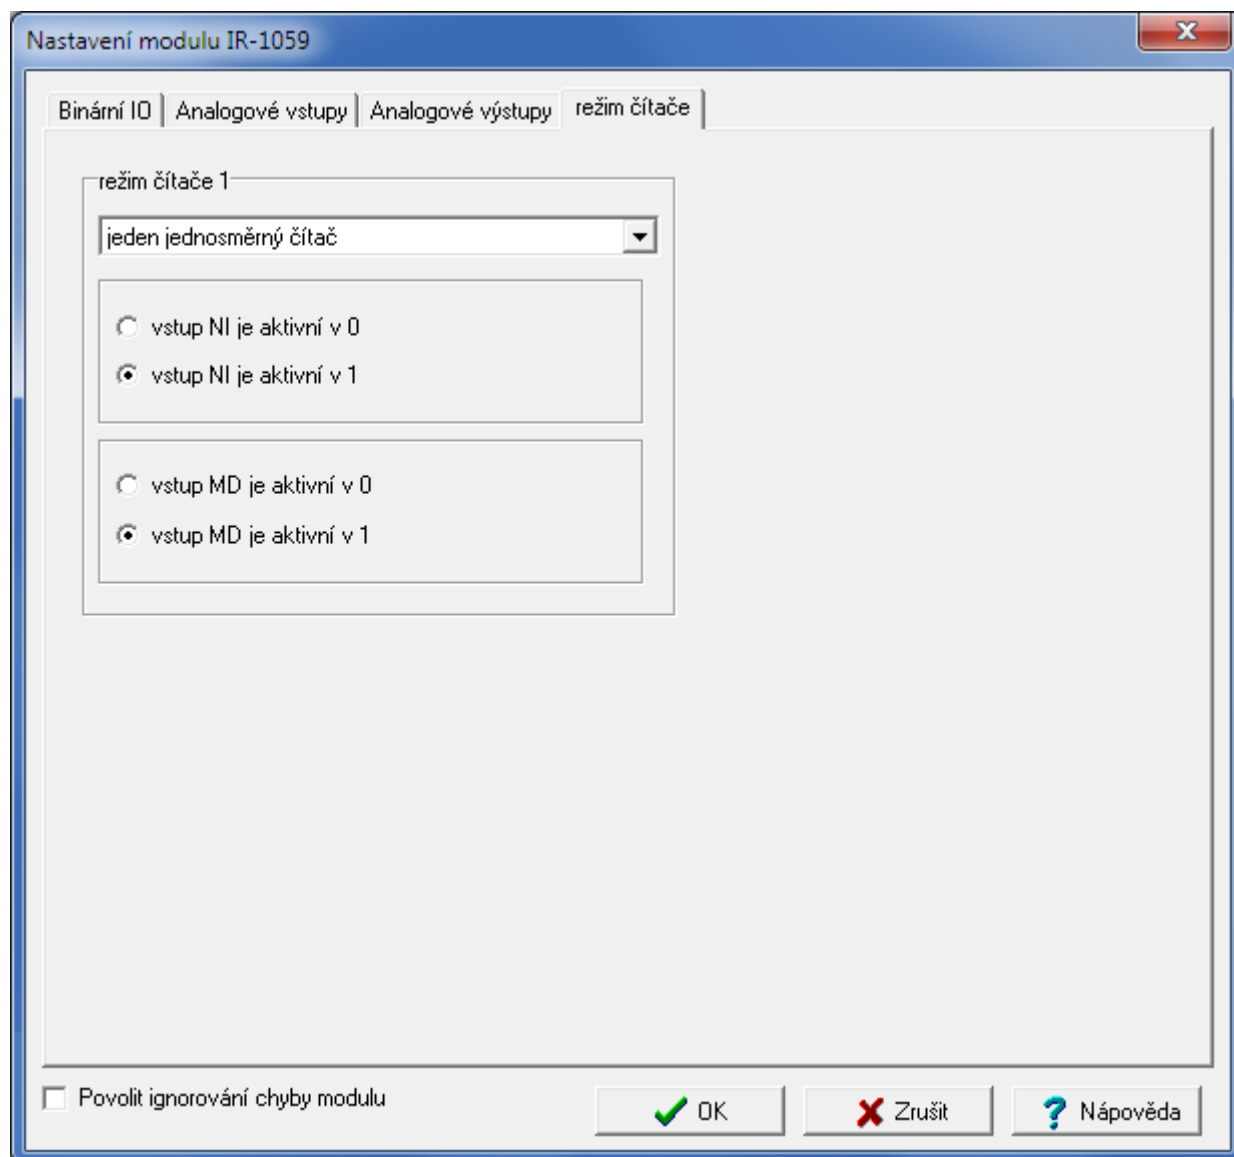 Nastavení modulu IR-1059
Binární IO Analogové vstupy Analogové výstupy režim čítače
režim čítače 1
jeden jednosměrný čítač
vstup NI je aktivní v 0
vstup NI je aktivní v 1
vstup MD je aktivní v 0
vstup MD je aktivní v 1
Povolit ignorování chyby modulu OK Zrušit Nápověda